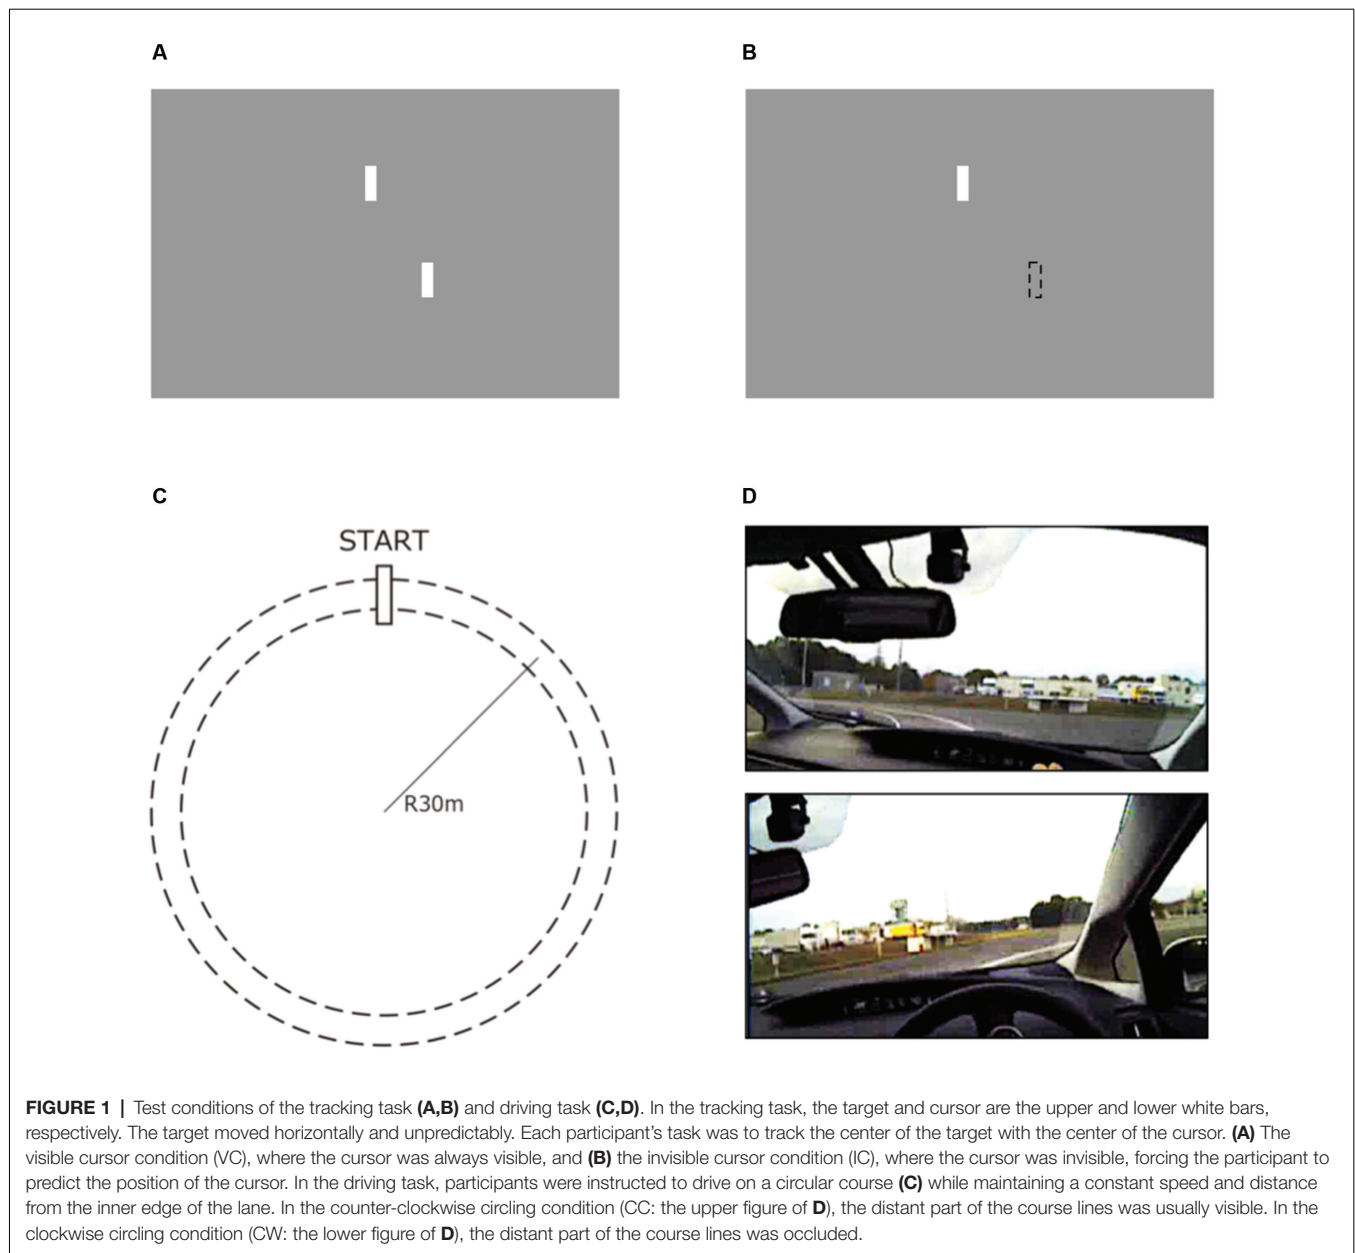 A
B
C
D
START
R30m
FIGURE 1 | Test conditions of the tracking task (A,B) and driving task (C,D). In the tracking task, the target and cursor are the upper and lower white bars,
respectively. The target moved horizontally and unpredictably. Each participant's task was to track the center of the target with the center of the cursor. (A) The
visible cursor condition (VC), where the cursor was always visible, and (B) the invisible cursor condition (IC), where the cursor was invisible, forcing the participant to
predict the position of the cursor. In the driving task, participants were instructed to drive on a circular course (C) while maintaining a constant speed and distance
from the inner edge of the lane. In the counter-clockwise circling condition (CC: the upper figure of D), the distant part of the course lines was usually visible. In the
clockwise circling condition (CW: the lower figure of D), the distant part of the course lines was occluded.